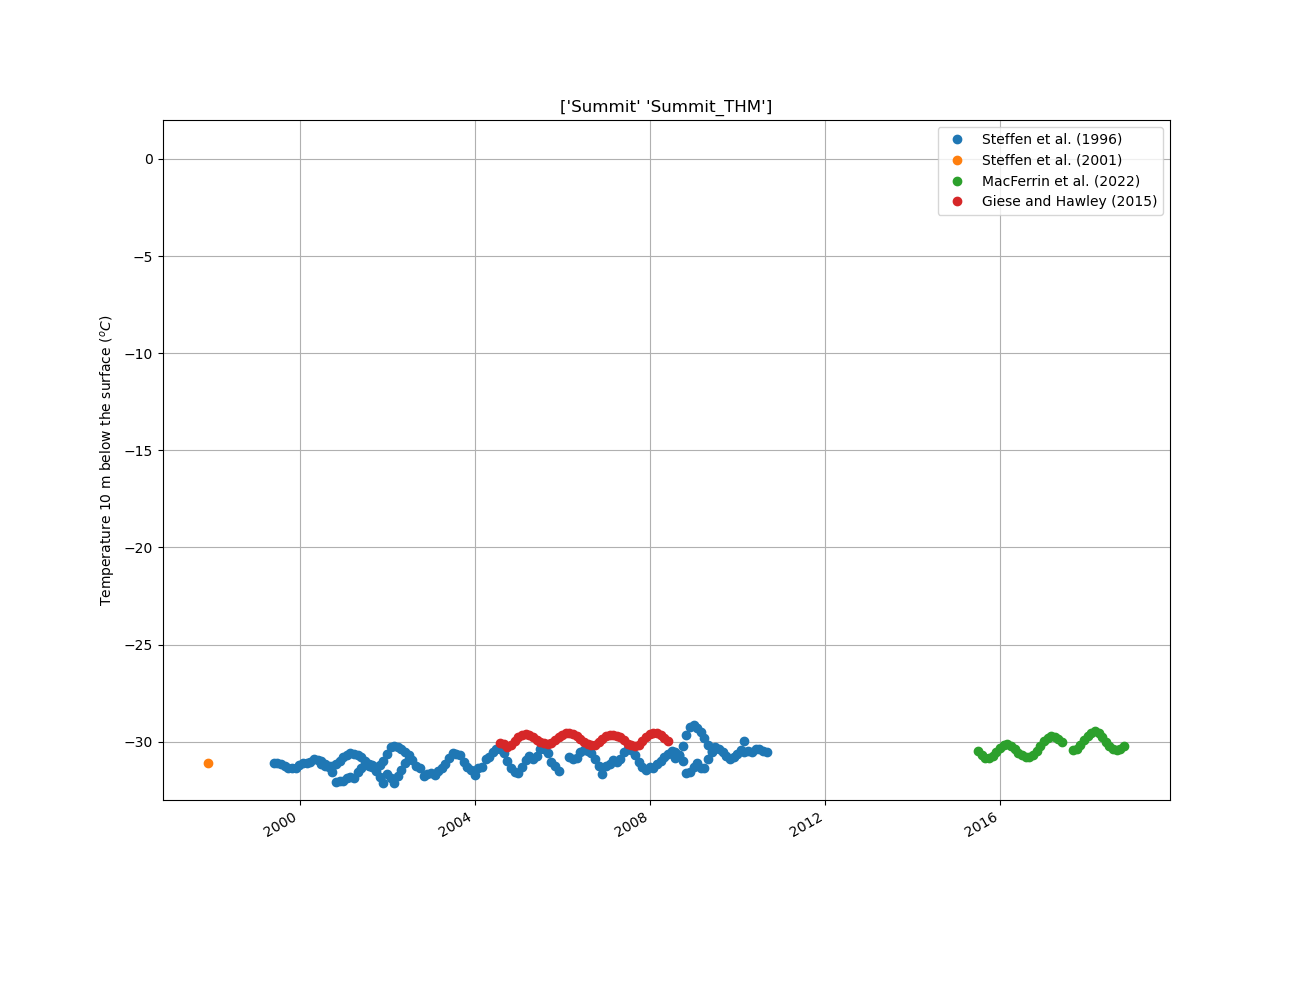 ['Summit' 'Summit_THM']
Steffen et al. (1996)
Steffen et al. (2001)
MacFerrin et al. (2022)
Giese and Hawley (2015)
Temperature 10 m below the surface (°C)
0
−5
−10
−15
−20
−25
−30
2000
2004
2008
2012
2016